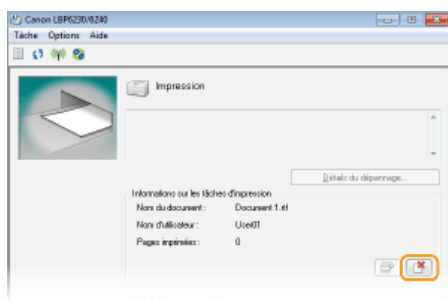 Canon LBP6230/6240
Tâche Options Aide
Impression
Détails du dépannage...
Informations sur les tâches d'impression
Nom du document : Document 1.rtf
Nom d'utilisateur : User01
Pages imprimées : 0